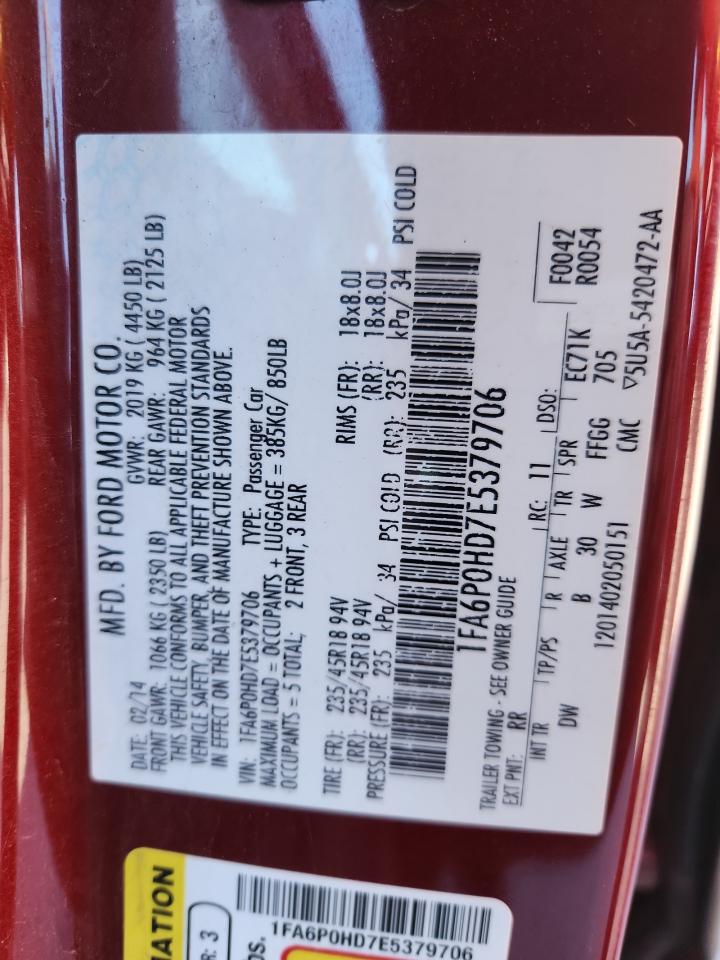 MFD. BY FORD MOTOR CO.
DATE: 02/14 GVWR: 2019 KG ( 4450 LB)
FRONT GAWR: 1066 KG ( 2350 LB) REAR GAWR: 964 KG ( 2125 LB)
THIS VEHICLE CONFORMS TO ALL APPLICABLE FEDERAL MOTOR
VEHICLE SAFETY, BUMPER, AND THEFT PREVENTION STANDARDS
IN EFFECT ON THE DATE OF MANUFACTURE SHOWN ABOVE.
VIN: 1FA6P0HD7E5379706 TYPE: Passenger Car
MAXIMUM LOAD = OCCUPANTS + LUGGAGE = 385KG/ 850LB
OCCUPANTS = 5 TOTAL; 2 FRONT, 3 REAR
TIRE (FR): 235/45R18 94V RIMS (FR): 18x8.0J
(RR): 235/45R18 94V (RR): 18x8.0J
PRESSURE (FR): 235 kPa/ 34 PSI COLD (RR): 235 kPa/ 34 PSI COLD
1FA6P0HD7E5379706
TRAILER TOWING - SEE OWNER GUIDE
EXT PNT: RR RC: 11 DSO: F0042
R0054
INT TR TP/PS R AXLE TR SPR
DW B 30 W FFGG EC71K
1201402050151 CMC 705
▽5U5A-5420472-AA
MATION
R: 3
os.
1FA6P0HD7E5379706